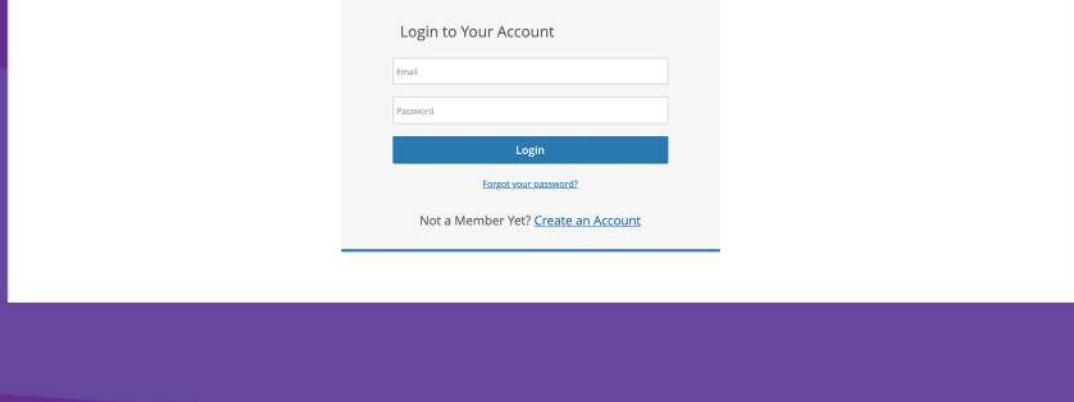 Login to Your Account
Email
Password
Login
Forgot your password?
Not a Member Yet? Create an Account